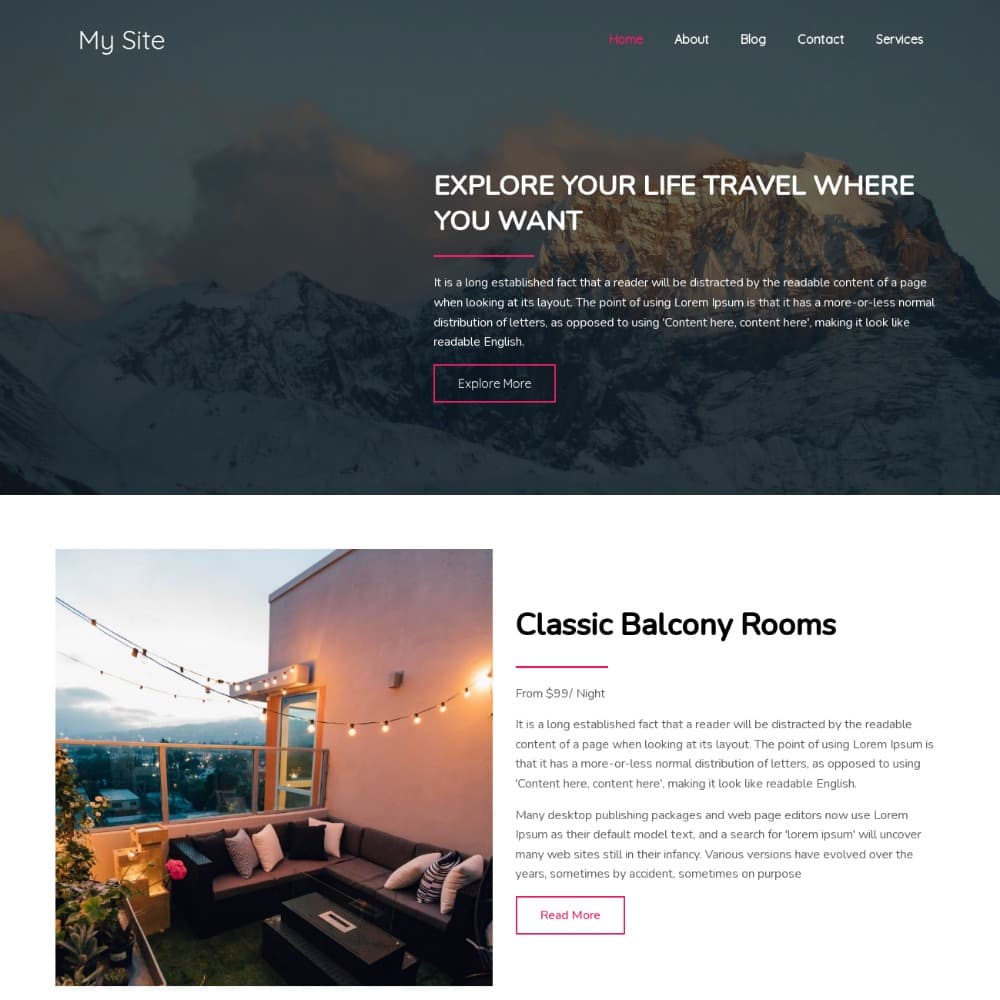 My Site
Home About Blog Contact Services
EXPLORE YOUR LIFE TRAVEL WHERE
YOU WANT
It is a long established fact that a reader will be distracted by the readable content of a page
when looking at its layout. The point of using Lorem Ipsum is that it has a more-or-less normal
distribution of letters, as opposed to using 'Content here, content here', making it look like
readable English.
Explore More
Classic Balcony Rooms
From $99/ Night
It is a long established fact that a reader will be distracted by the readable
content of a page when looking at its layout. The point of using Lorem Ipsum is
that it has a more-or-less normal distribution of letters, as opposed to using
'Content here, content here', making it look like readable English.
Many desktop publishing packages and web page editors now use Lorem
Ipsum as their default model text, and a search for 'lorem ipsum' will uncover
many web sites still in their infancy. Various versions have evolved over the
years, sometimes by accident, sometimes on purpose
Read More